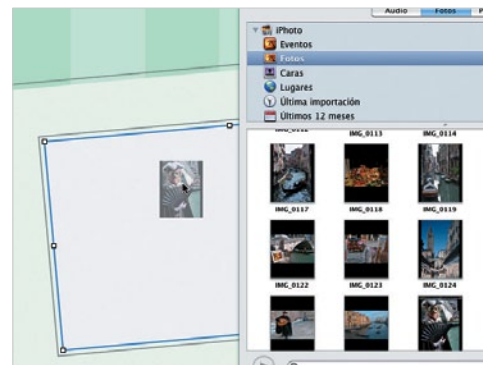 Audio Fotos
iPhoto
Eventos
Fotos
Caras
Lugares
Última importación
Últimos 12 meses
IMG_0112 IMG_0113 IMG_0114
IMG_0117 IMG_0118 IMG_0119
IMG_0122 IMG_0123 IMG_0124